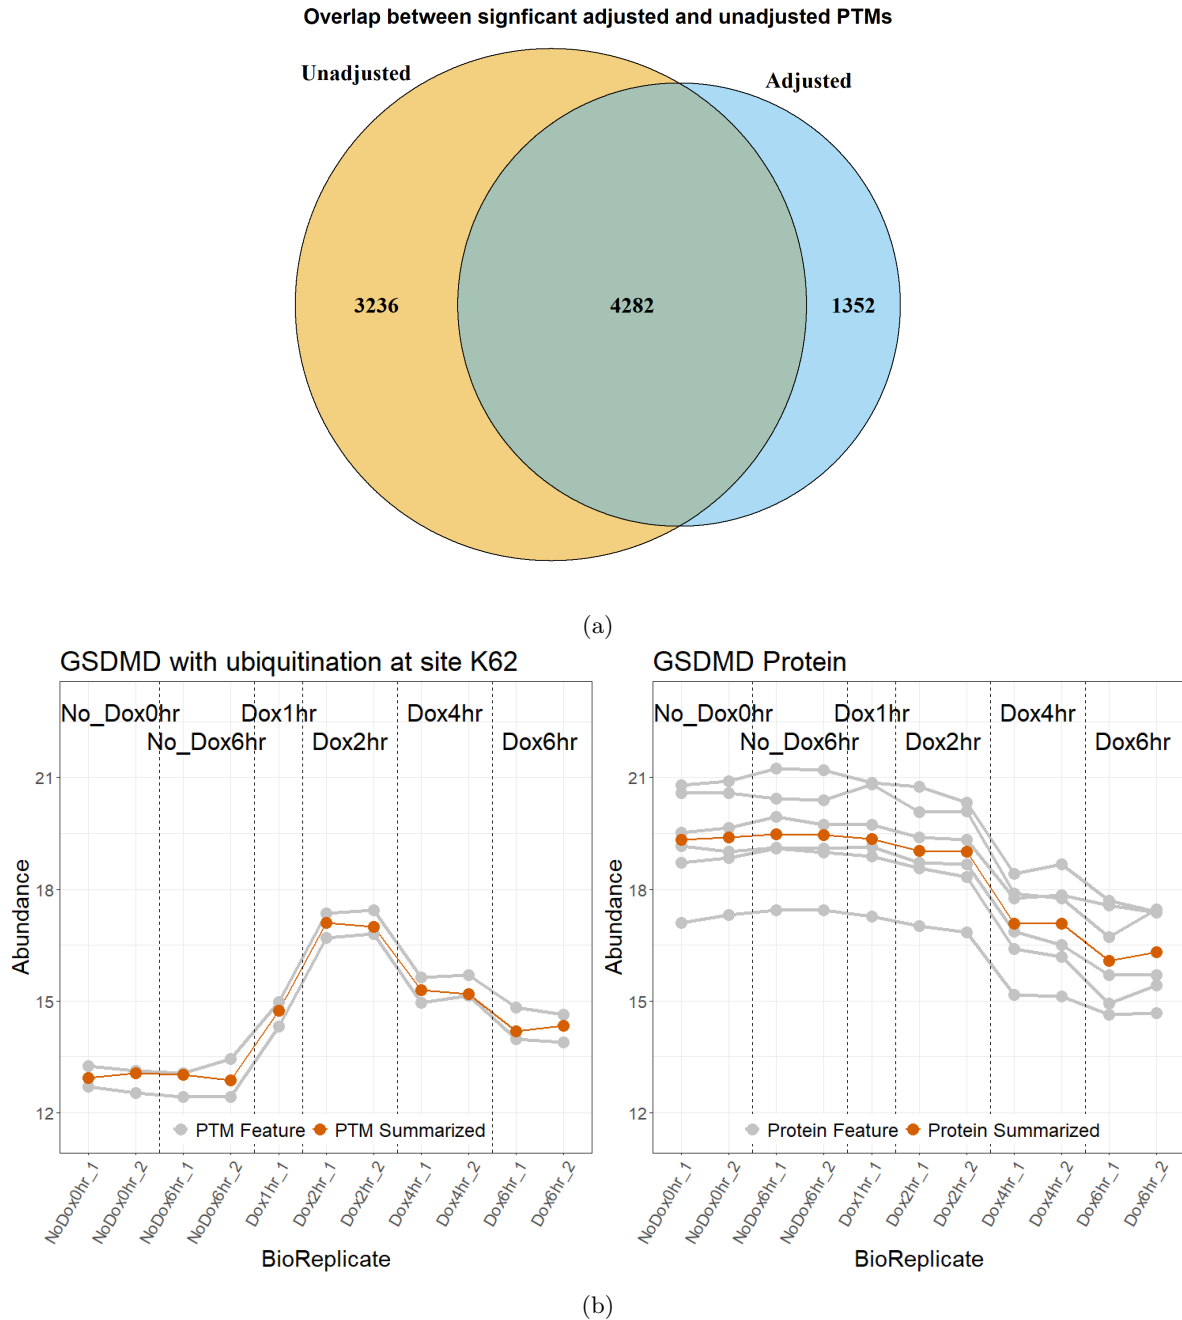 Overlap between signficant adjusted and unadjusted PTMs
Unadjusted
Adjusted
3236
4282
1352
(a)
GSDMD with ubiquitination at site K62
No_Dox0hr
Dox1hr
Dox4hr
No_Dox6hr
Dox2hr
Dox6hr
21
18
15
12
Abundance
PTM Feature
PTM Summarized
NoDox0hr_1
NoDox0hr_2
NoDox6hr_1
NoDox6hr_2
Dox1hr_1
Dox2hr_1
Dox2hr_2
Dox4hr_1
Dox4hr_2
Dox6hr_1
Dox6hr_2
BioReplicate
GSDMD Protein
No_Dox0hr
Dox1hr
Dox4hr
No_Dox6hr
Dox2hr
Dox6hr
21
18
15
12
Abundance
Protein Feature
Protein Summarized
NoDox0hr_1
NoDox0hr_2
NoDox6hr_1
NoDox6hr_2
Dox1hr_1
Dox2hr_1
Dox2hr_2
Dox4hr_1
Dox4hr_2
Dox6hr_1
Dox6hr_2
BioReplicate
(b)